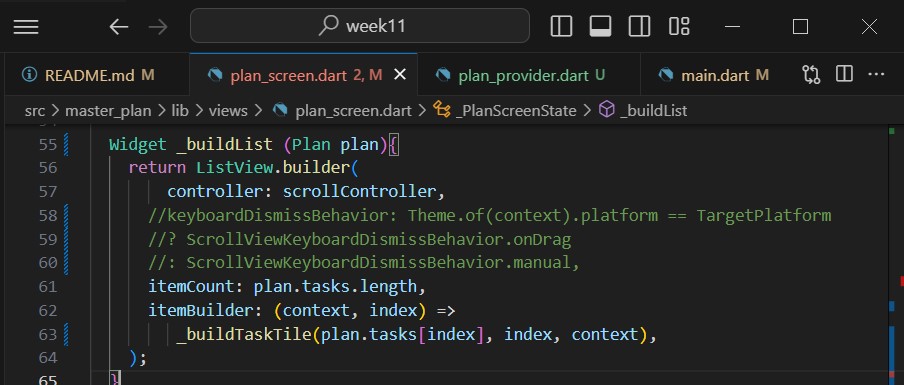 week11
README.md M
plan_screen.dart 2, M
plan_provider.dart U
main.dart M
src > master_plan > lib > views > plan_screen.dart > _PlanScreenState > _buildList
55 Widget _buildList (Plan plan){
56 return ListView.builder(
57 controller: scrollController,
58 //keyboardDismissBehavior: Theme.of(context).platform == TargetPlatform
59 //? ScrollViewKeyboardDismissBehavior.onDrag
60 //: ScrollViewKeyboardDismissBehavior.manual,
61 itemCount: plan.tasks.length,
62 itemBuilder: (context, index) =>
63 _buildTaskTile(plan.tasks[index], index, context),
64 );
65 }